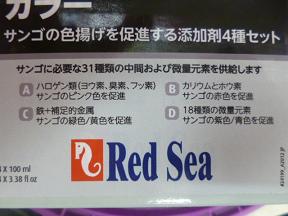 カラー
サンゴの色揚げを促進する添加剤4種セット
サンゴに必要な31種類の中間および微量元素を供給します
A ハロゲン類(ヨウ素、臭素、フッ素)
サンゴのピンク色を促進
B カリウムとホウ素
サンゴの赤色を促進
C 鉄+補足的金属
サンゴの緑色/黄色を促進
D 18種類の微量元素
サンゴの紫色/青色を促進
X 100 ml
X 3.38 fl oz
Red Sea